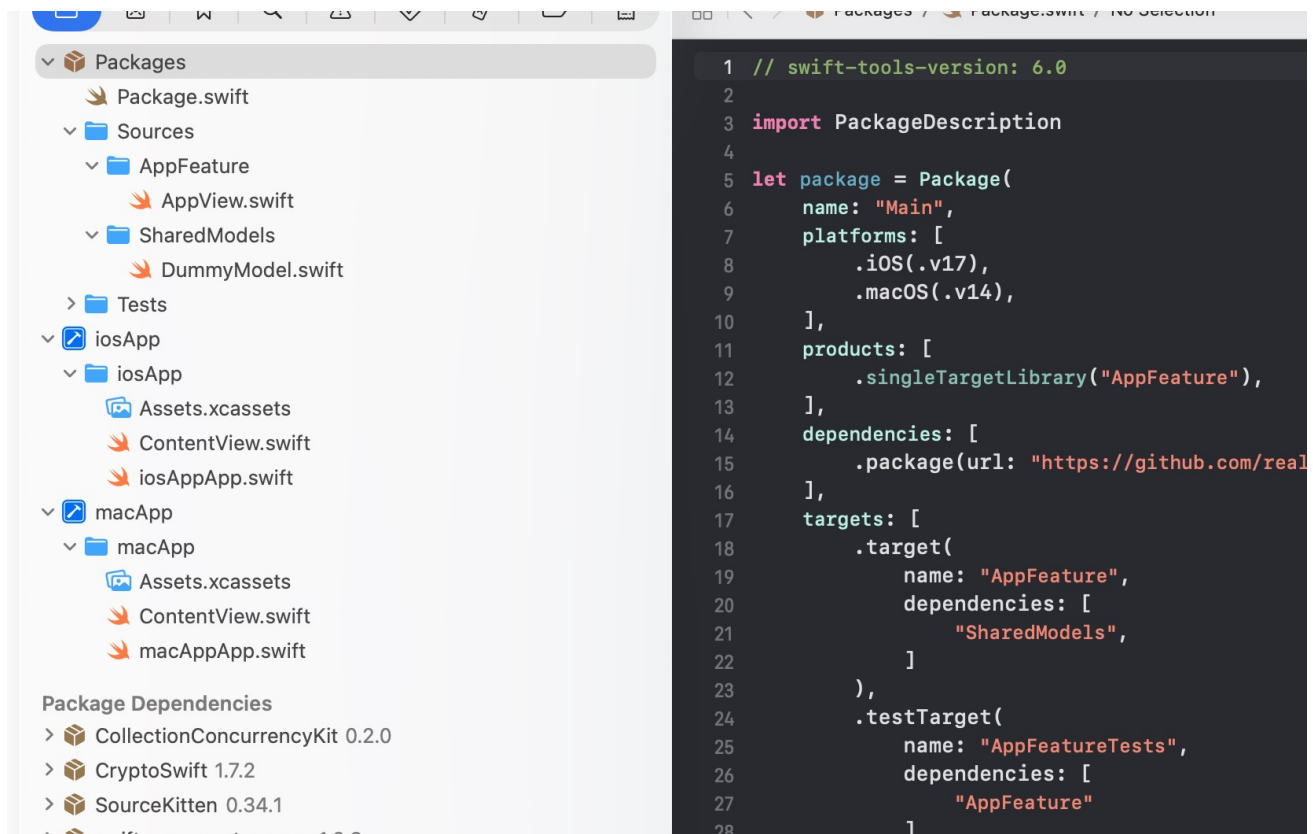 Packages / Package.swift / No Selection
Packages
Package.swift
Sources
AppFeature
AppView.swift
SharedModels
DummyModel.swift
Tests
iosApp
iosApp
Assets.xcassets
ContentView.swift
iosAppApp.swift
macApp
macApp
Assets.xcassets
ContentView.swift
macAppApp.swift
Package Dependencies
CollectionConcurrencyKit 0.2.0
CryptoSwift 1.7.2
SourceKitten 0.34.1
1 // swift-tools-version: 6.0
2
3 import PackageDescription
4
5 let package = Package(
6 name: "Main",
7 platforms: [
8 .iOS(.v17),
9 .macOS(.v14),
10 ],
11 products: [
12 .singleTargetLibrary("AppFeature"),
13 ],
14 dependencies: [
15 .package(url: "https://github.com/real
16 ],
17 targets: [
18 .target(
19 name: "AppFeature",
20 dependencies: [
21 "SharedModels",
22 ]
23 ),
24 .testTarget(
25 name: "AppFeatureTests",
26 dependencies: [
27 "AppFeature"
28 ]